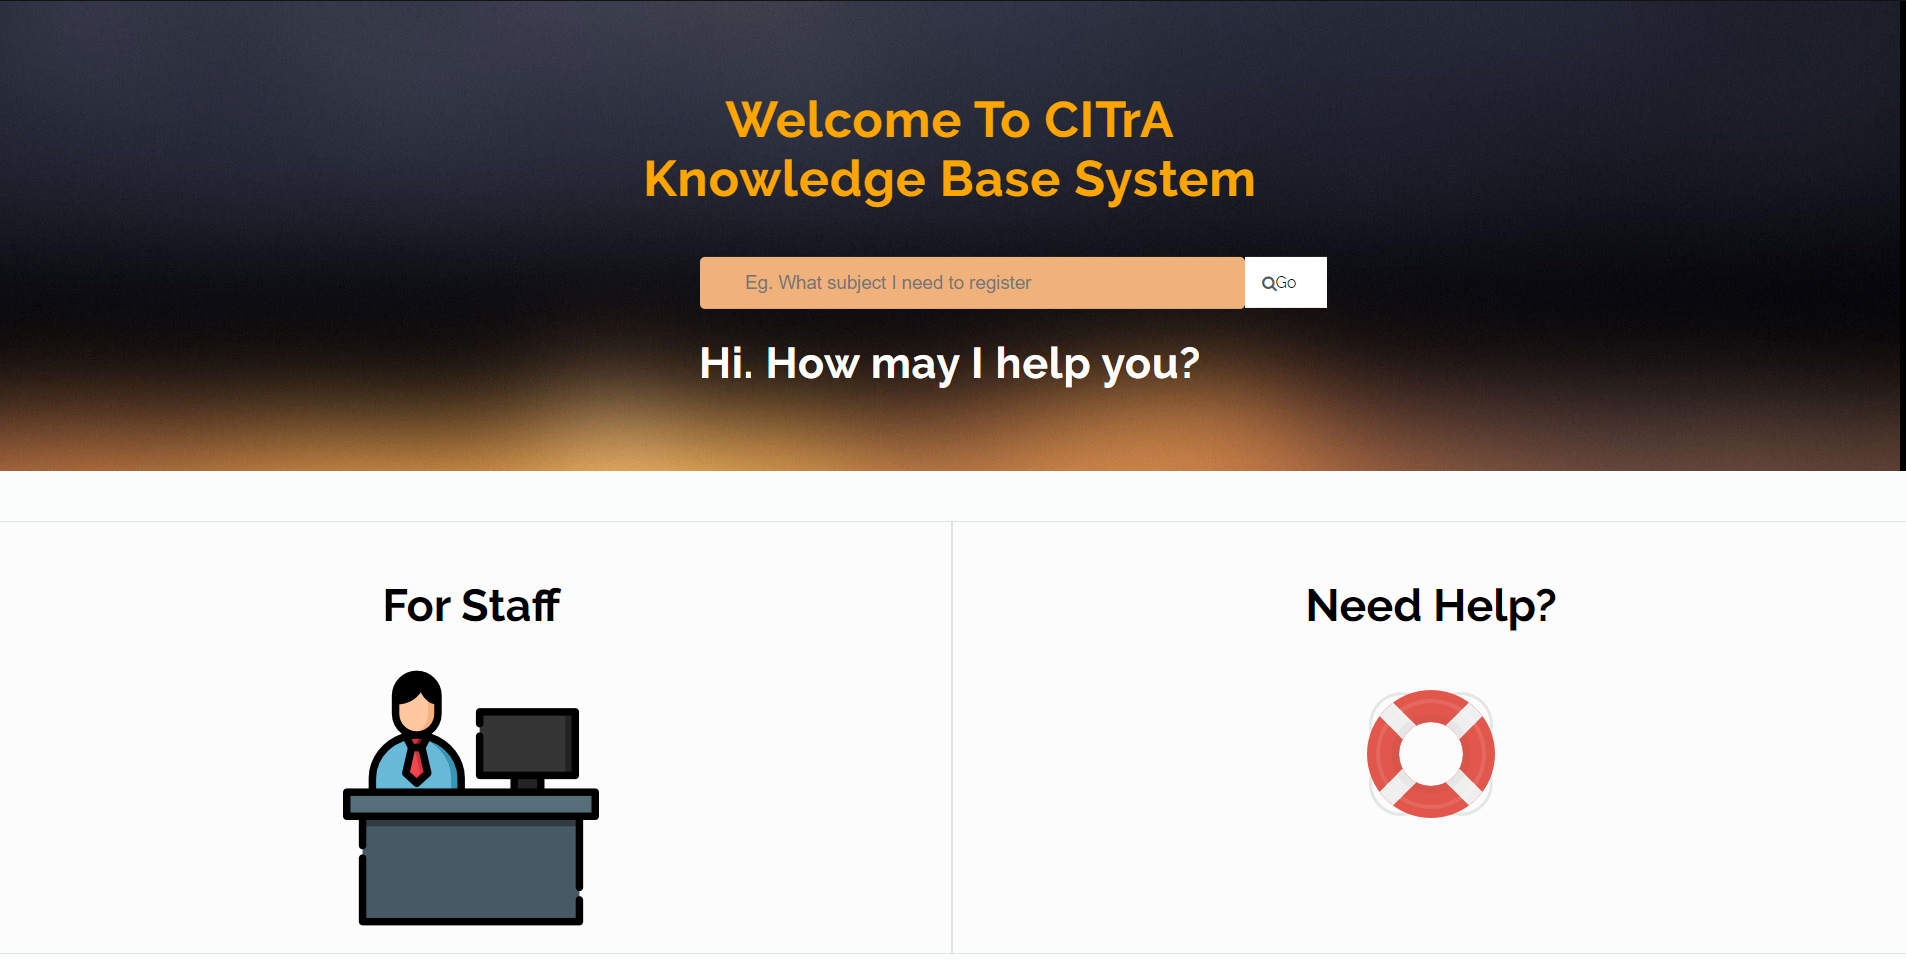 Welcome To CITrA
Knowledge Base System
Eg. What subject I need to register
Go
Hi. How may I help you?
For Staff
Need Help?